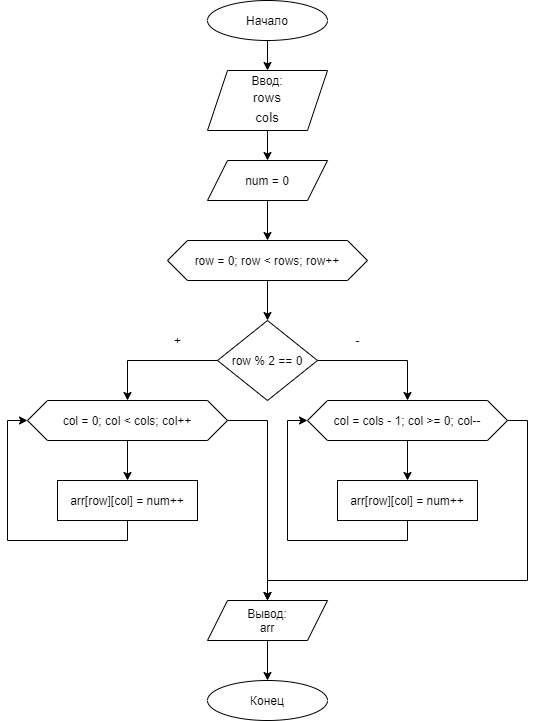 Начало
Ввод:
rows
cols
num = 0
row = 0; row < rows; row++
+
-
row % 2 == 0
col = 0; col < cols; col++
col = cols - 1; col >= 0; col--
arr[row][col] = num++
arr[row][col] = num++
Вывод:
arr
Конец